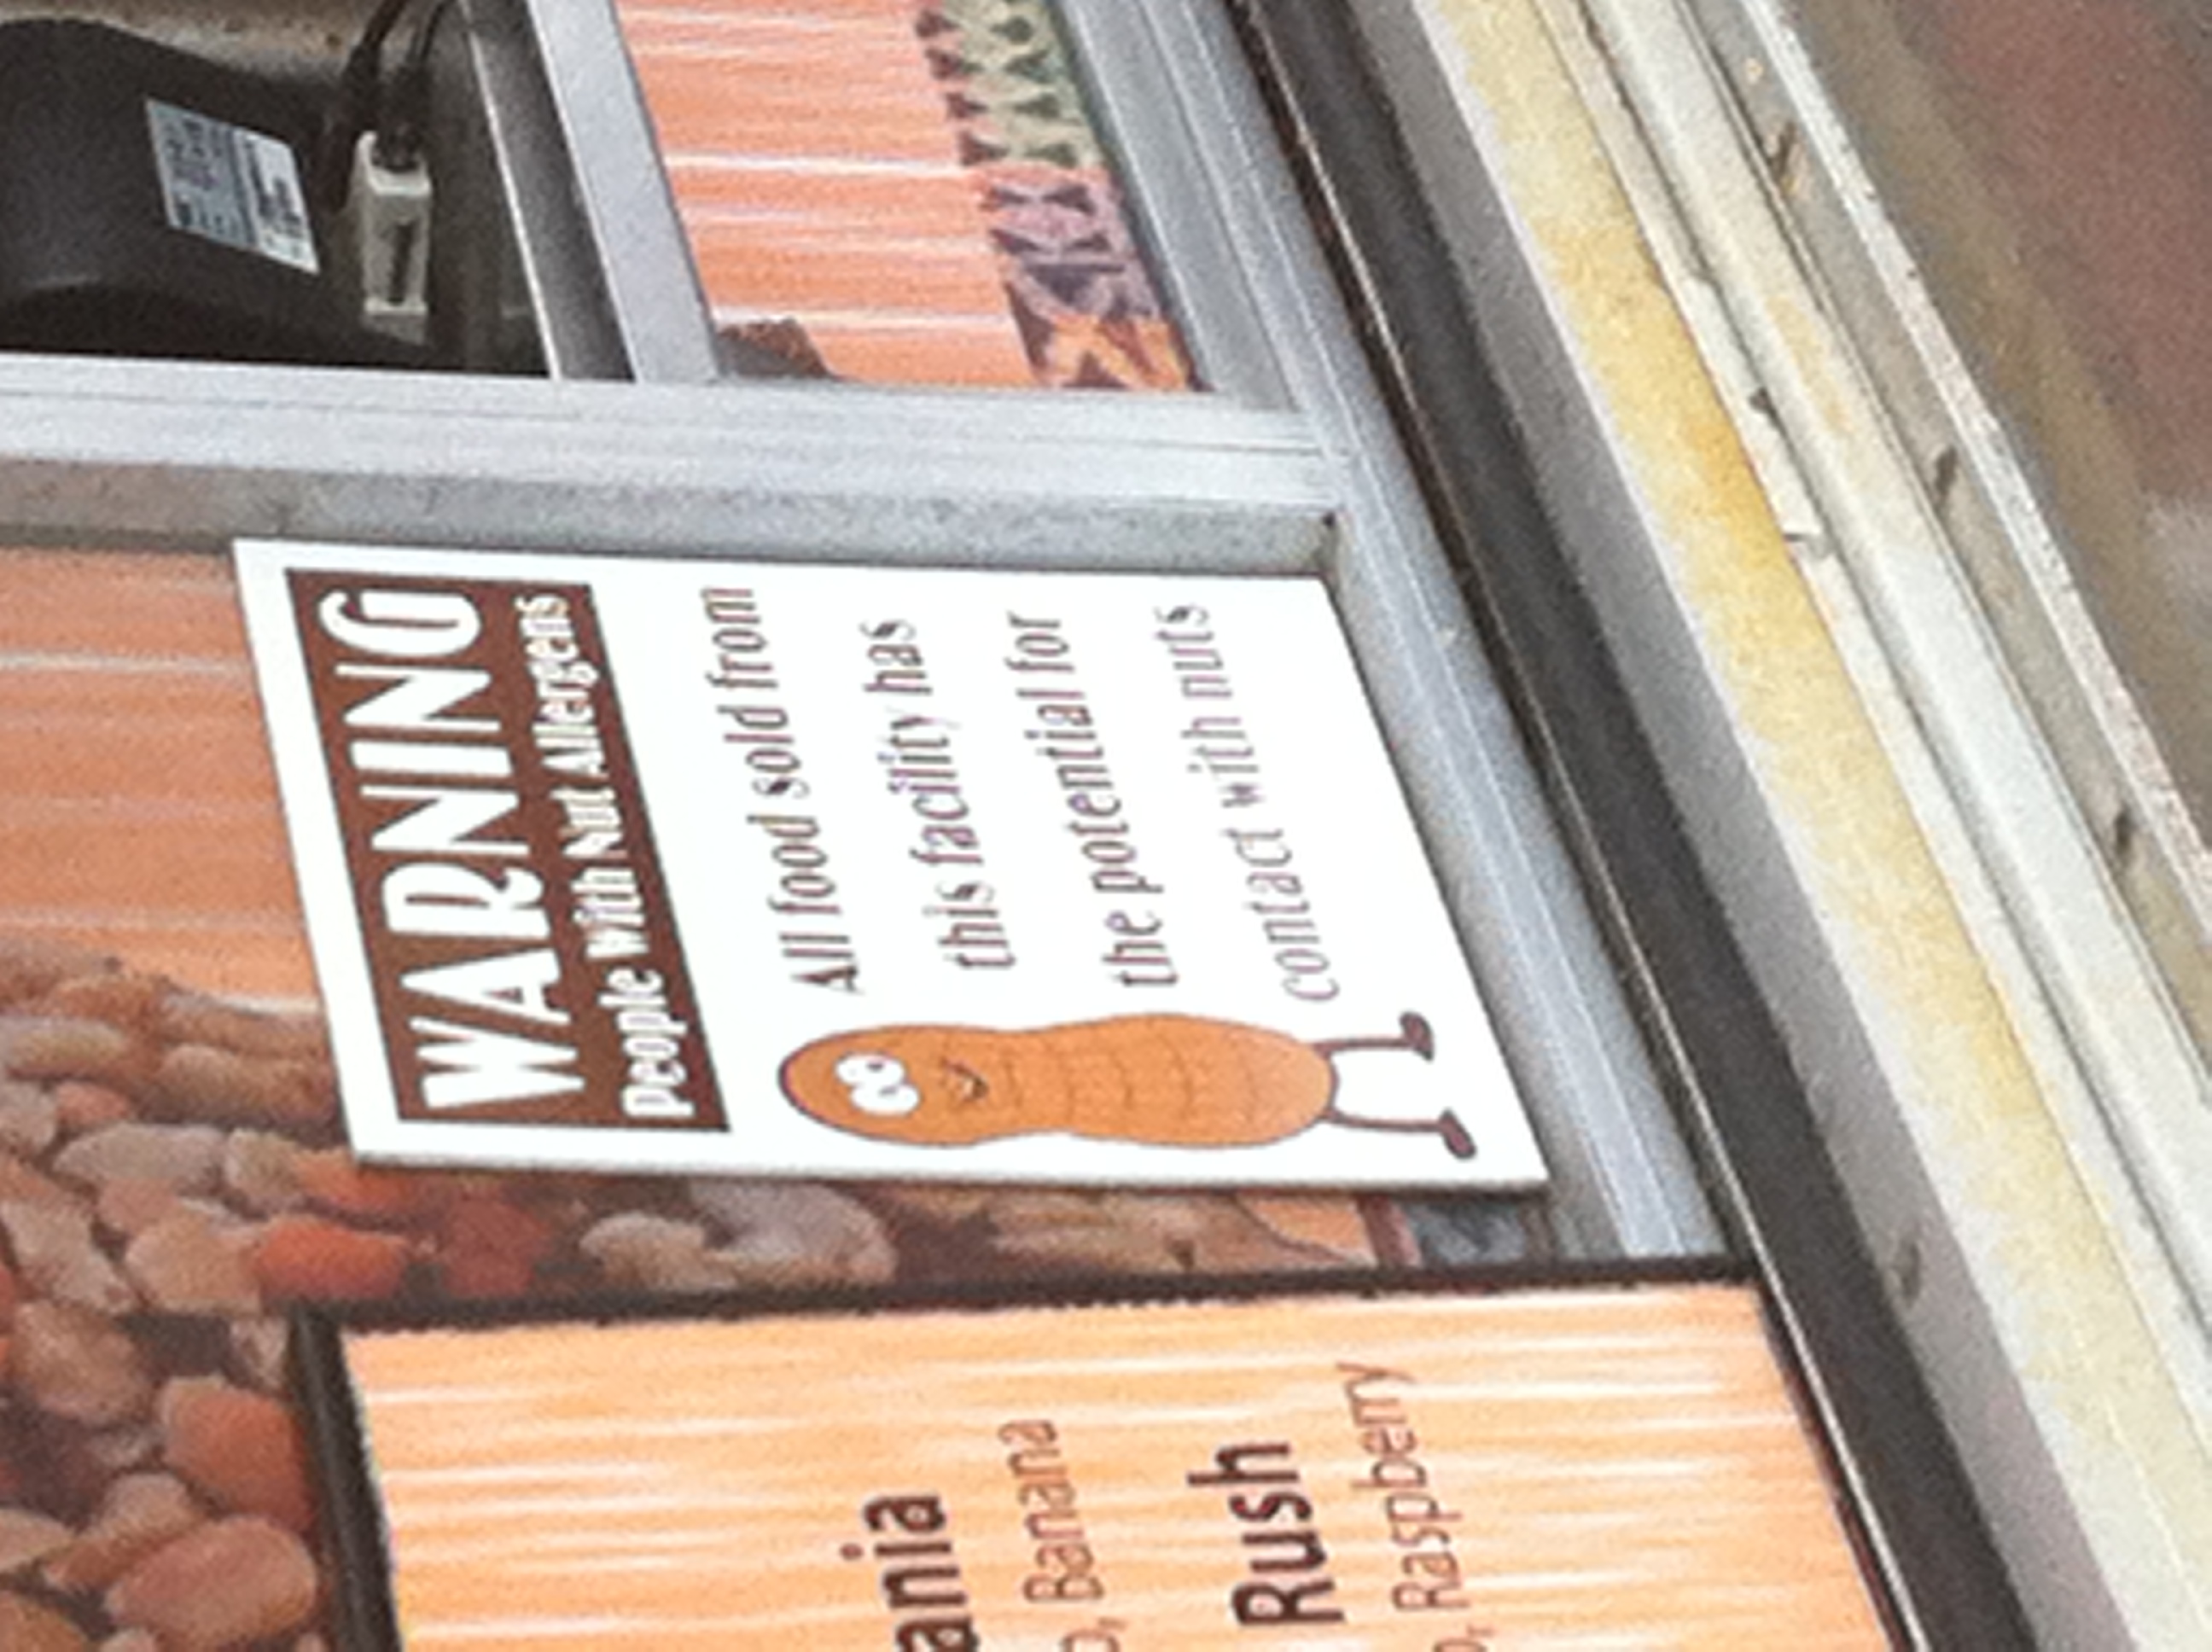 WARNING
People With Nut Allergens
All food sold from
this facility has
the potential for
contact with nuts
Banana
Rush
Raspberry